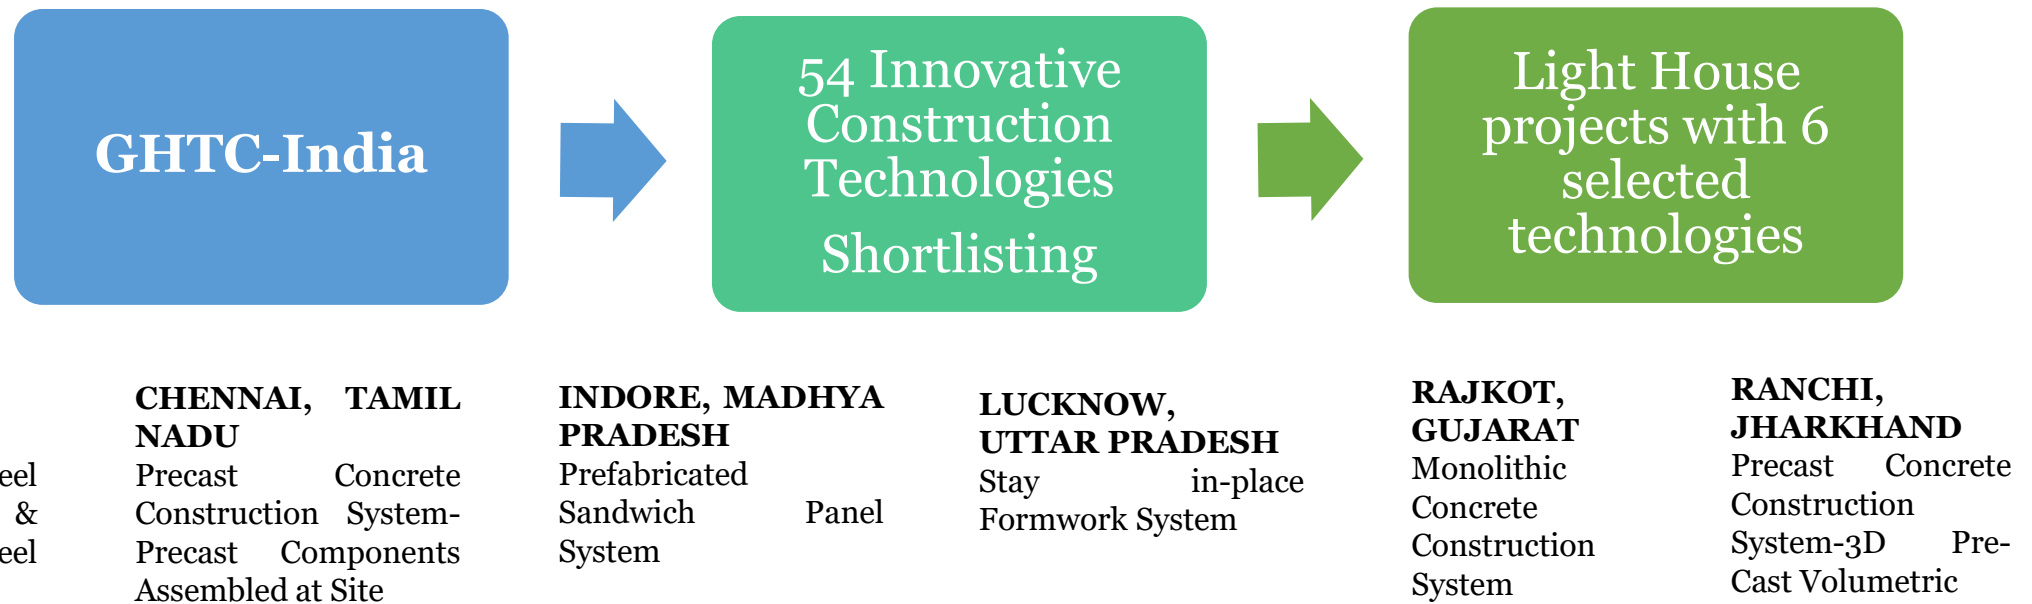 GHTC-India
54 Innovative
Construction
Technologies
Shortlisting
Light House
projects with 6
selected
technologies
&
CHENNAI, TAMIL
NADU
Precast Concrete
Construction System-
Precast Components
Assembled at Site
INDORE, MADHYA
PRADESH
Prefabricated
Sandwich Panel
System
LUCKNOW,
UTTAR PRADESH
Stay in-place
Formwork System
RAJKOT,
GUJARAT
Monolithic
Concrete
Construction
System
RANCHI,
JHARKHAND
Precast Concrete
Construction
System-3D Pre-
Cast Volumetric